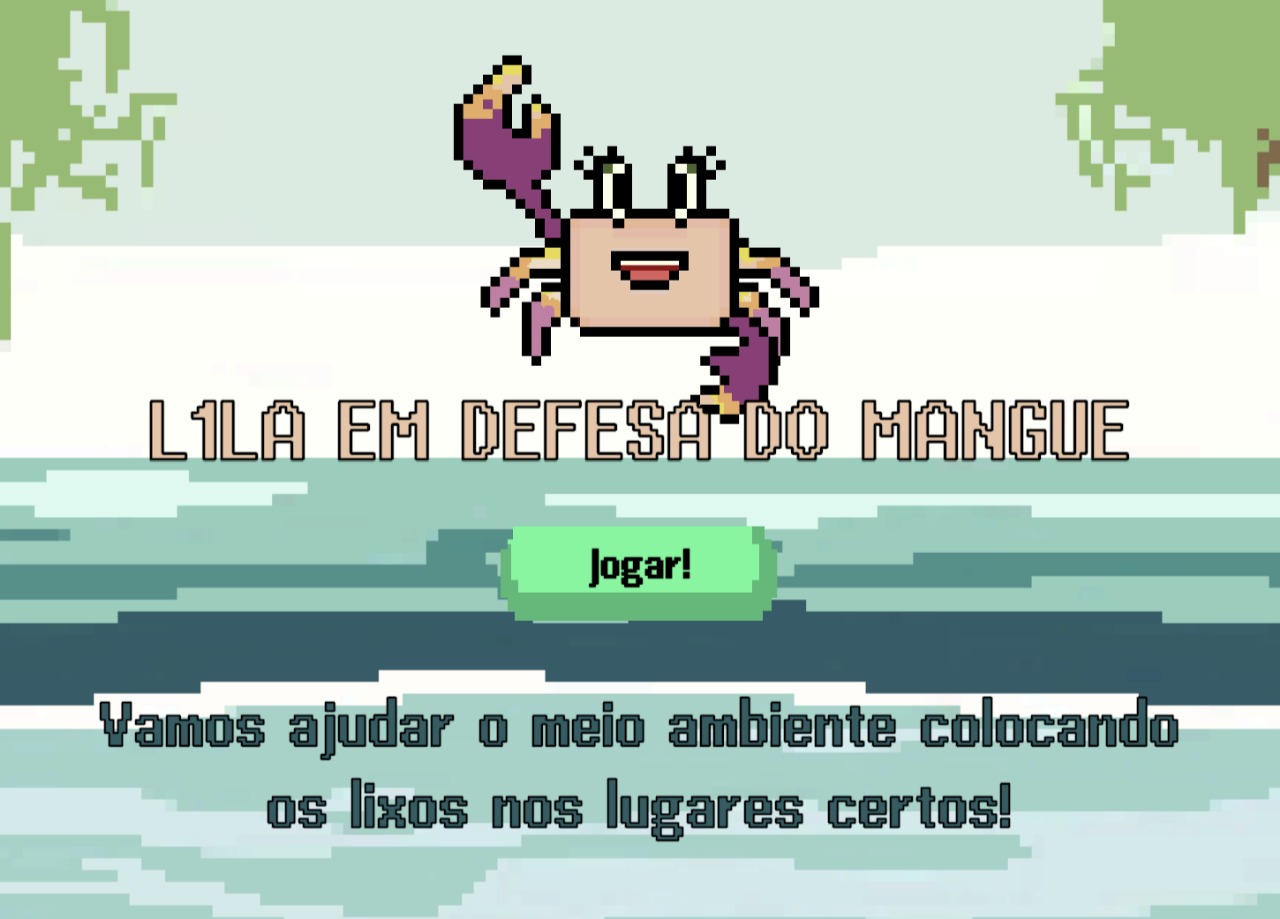 L1LA EM DEFESA DO MANGUE
Jogar!
Vamos ajudar o meio ambiente colocando
os lixos nos lugares certos!